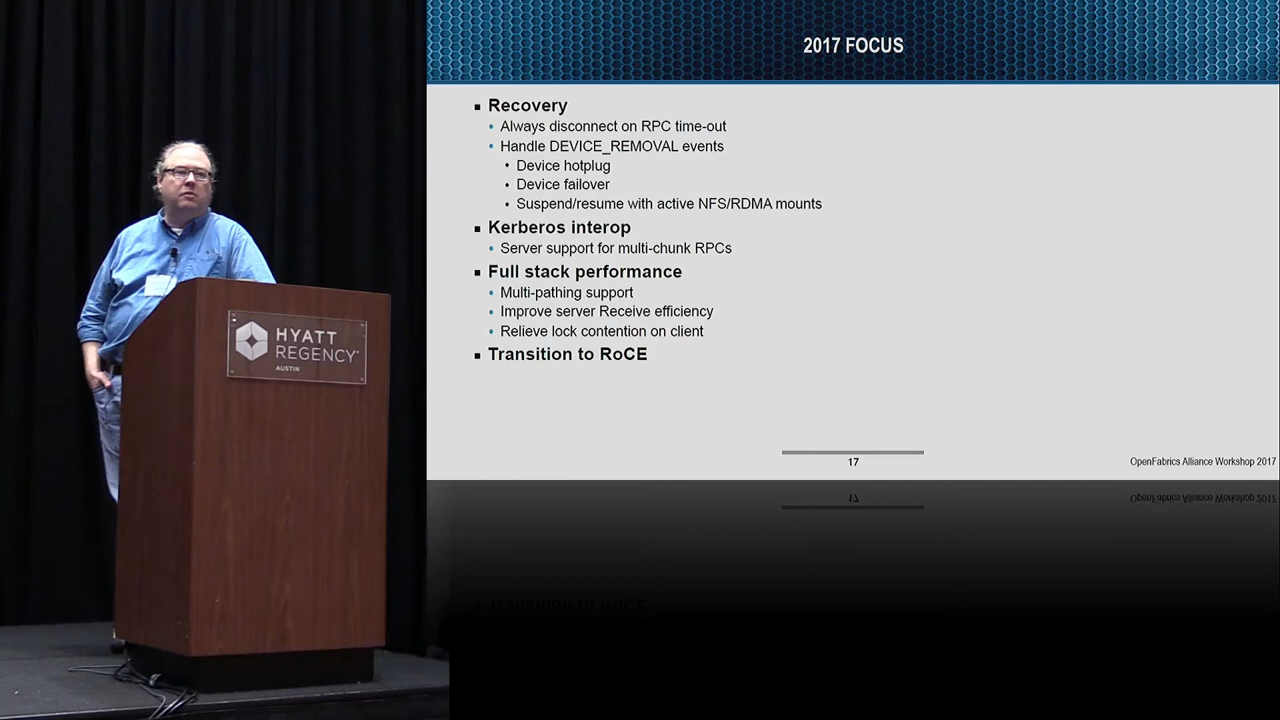 2017 FOCUS
Recovery
Always disconnect on RPC time-out
Handle DEVICE_REMOVAL events
Device hotplug
Device failover
Suspend/resume with active NFS/RDMA mounts
Kerberos interop
Server support for multi-chunk RPCs
Full stack performance
Multi-pathing support
Improve server Receive efficiency
Relieve lock contention on client
Transition to RoCE
17
OpenFabrics Alliance Workshop 2017
HYATT
REGENCY
AUSTIN